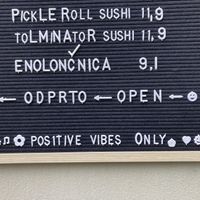 PICKLE ROLL SUSHI 11,9
TOLMINATOR SUSHI 11,9
ENOLONČNICA 9,1
← ODPRTO ← OPEN ←
POSITIVE VIBES ONLY